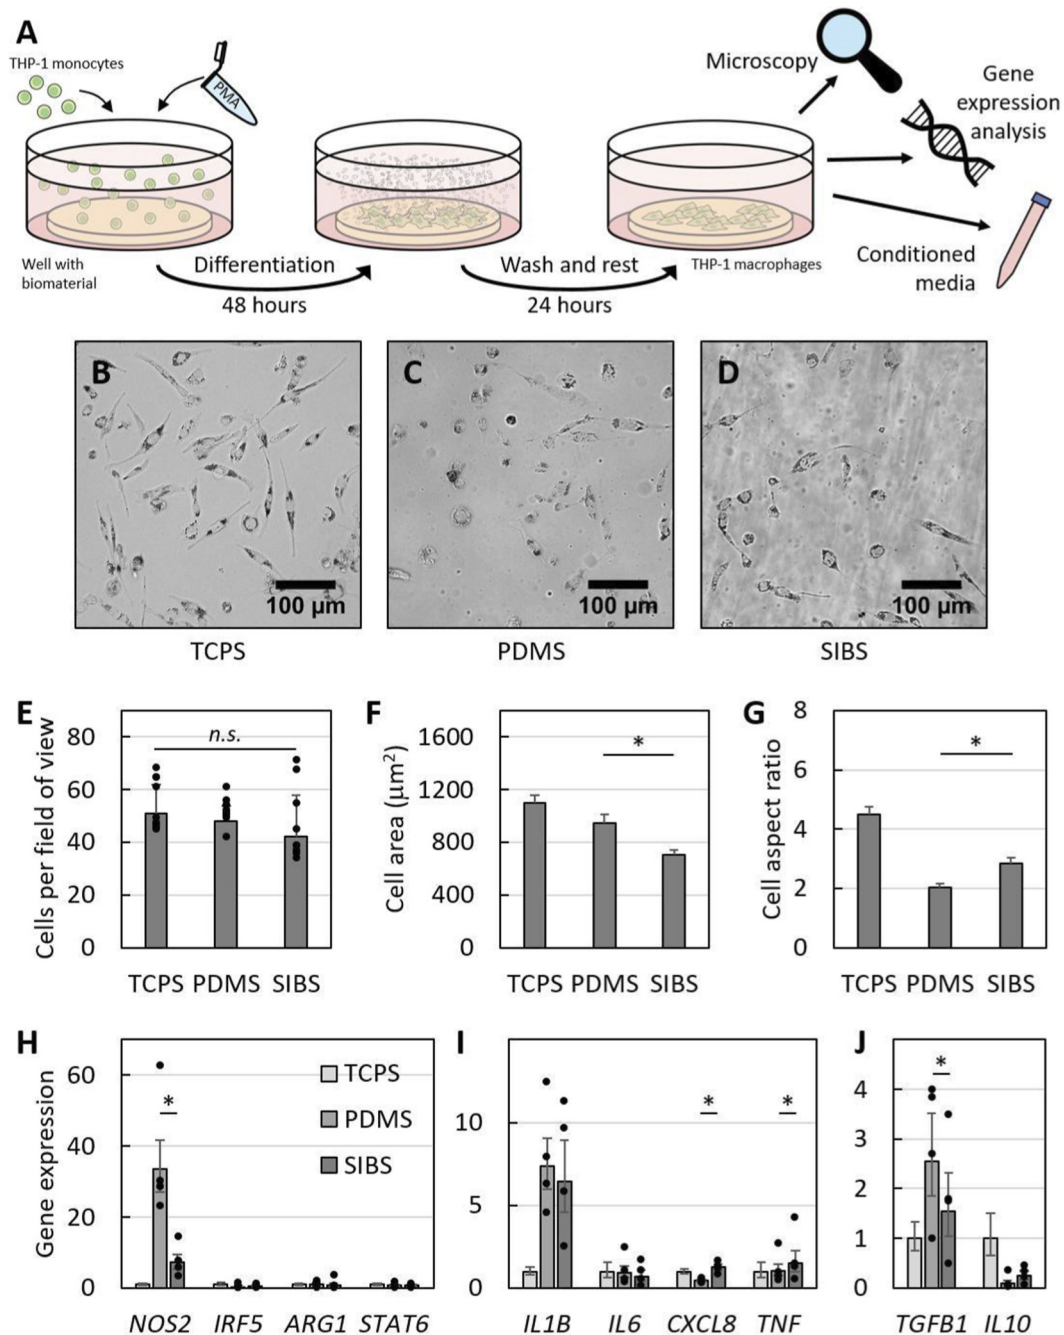 A
THP-1 monocytes
PMA
Microscopy
Gene
expression
analysis
Well with
biomaterial
Differentiation
48 hours
Wash and rest
24 hours
THP-1 macrophages
Conditioned
media
B
100 µm
TCPS
C
100 µm
PDMS
D
100 µm
SIBS
E
Cells per field of view
80
60
40
20
0
n.s.
TCPS PDMS SIBS
F
Cell area (µm²)
1600
1200
800
400
0
*
TCPS PDMS SIBS
G
Cell aspect ratio
8
6
4
2
0
*
TCPS PDMS SIBS
H
Gene expression
60
40
20
0
*
TCPS
PDMS
SIBS
NOS2 IRF5 ARG1 STAT6
I
10
5
0
* *
IL1B IL6 CXCL8 TNF
J
4
3
2
1
0
*
TGFB1 IL10